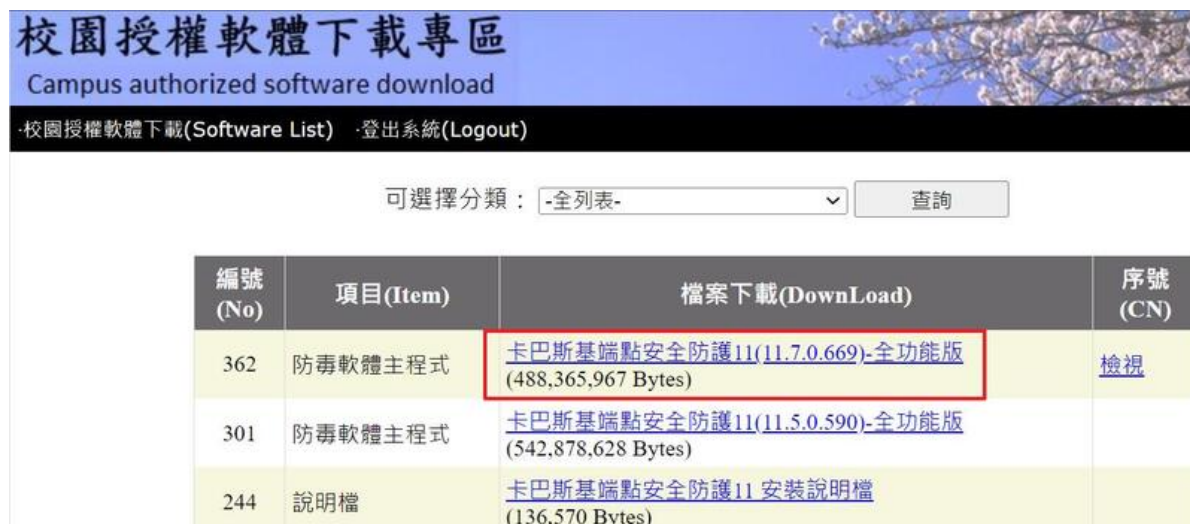 校園授權軟體下載專區
Campus authorized software download
·校園授權軟體下載(Software List) ·登出系統(Logout)
可選擇分類： -全列表- 查詢
編號 項目(Item) 檔案下載(DownLoad) 序號
(No) (CN)
362 防毒軟體主程式 卡巴斯基端點安全防護11(11.7.0.669)-全功能版 檢視
(488,365,967 Bytes)
301 防毒軟體主程式 卡巴斯基端點安全防護11(11.5.0.590)-全功能版
(542,878,628 Bytes)
244 說明檔 卡巴斯基端點安全防護11 安裝說明檔
(136,570 Bytes)